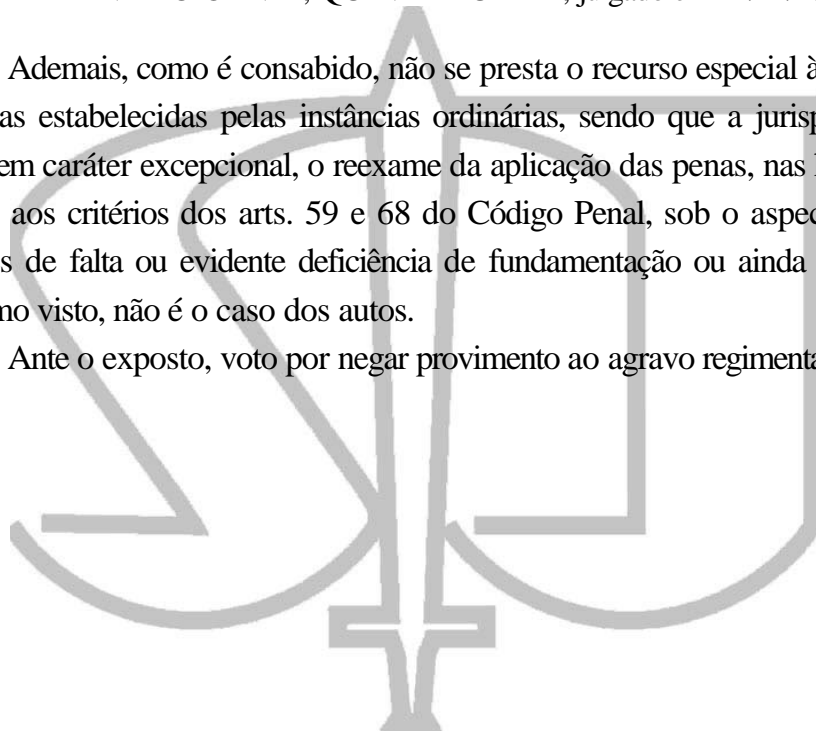 julgado em
Ademais, como é consabido, não se presta o recurso especial à
as estabelecidas pelas instâncias ordinárias, sendo que a jurisp
em caráter excepcional, o reexame da aplicação das penas, nas
aos critérios dos arts. 59 e 68 do Código Penal, sob o aspec
s de falta ou evidente deficiência de fundamentação ou ainda
no visto, não é o caso dos autos.
Ante o exposto, voto por negar provimento ao agravo regimenta